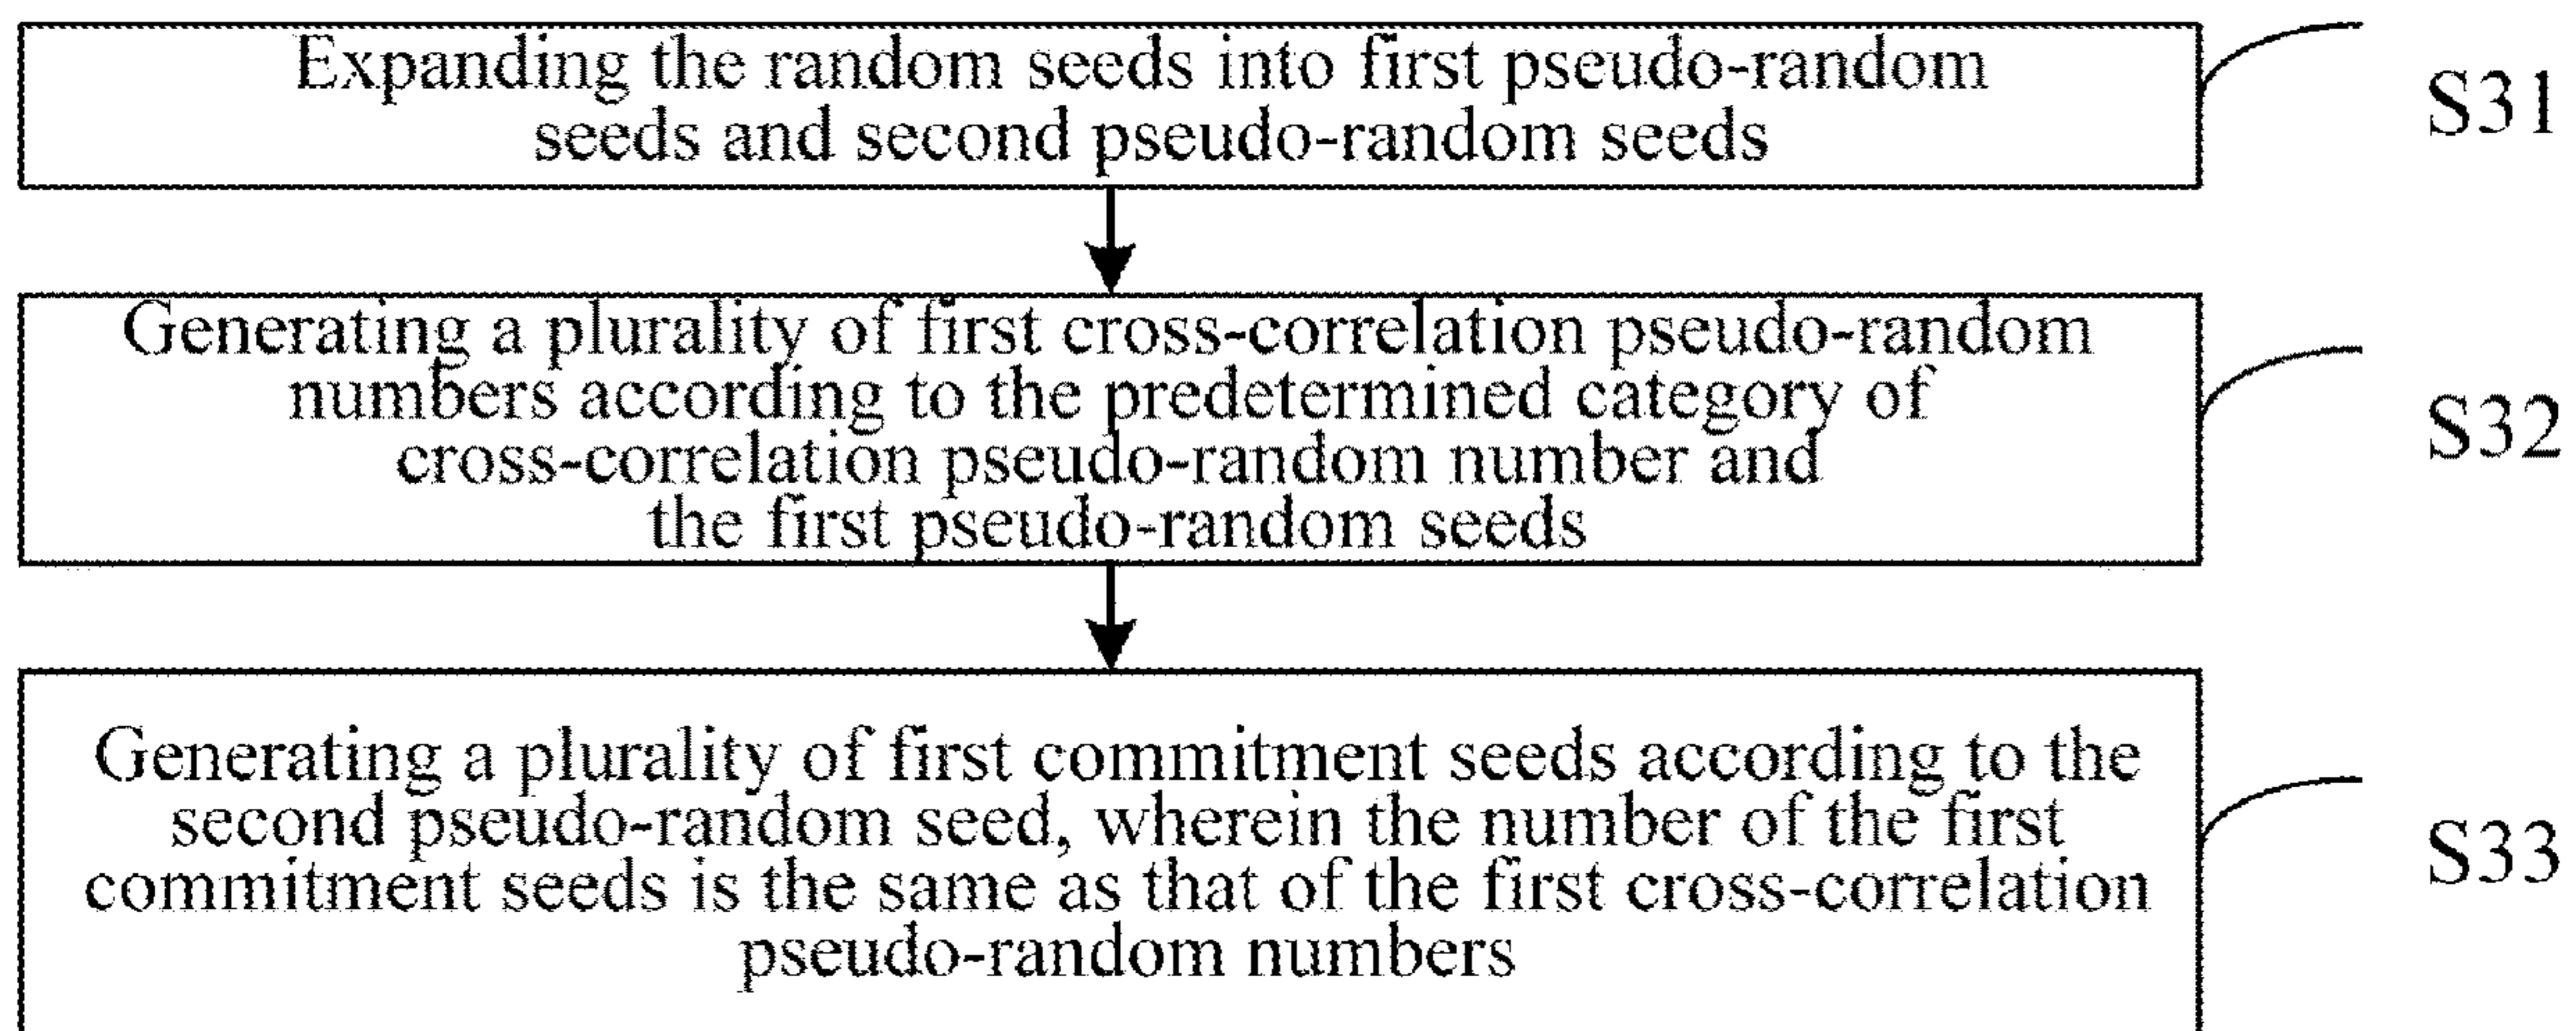 Expanding the random seeds into first pseudo-random
seeds and second pseudo-random seeds
S31
Generating a plurality of first cross-correlation pseudo-random
numbers according to the predetermined category of
cross-correlation pseudo-random number and
the first pseudo-random seeds
S32
Generating a plurality of first commitment seeds according to the
second pseudo-random seed, wherein the number of the first
commitment seeds is the same as that of the first cross-correlation
pseudo-random numbers
S33